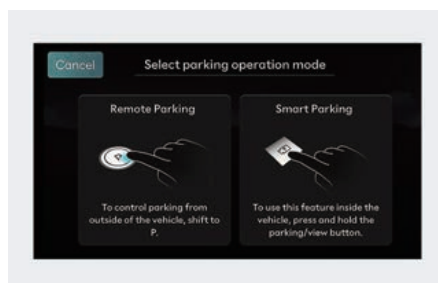 Cancel
Select parking operation mode
Remote Parking
P
To control parking from
outside of the vehicle, shift to
P.
Smart Parking
To use this feature inside the
vehicle, press and hold the
parking/view button.